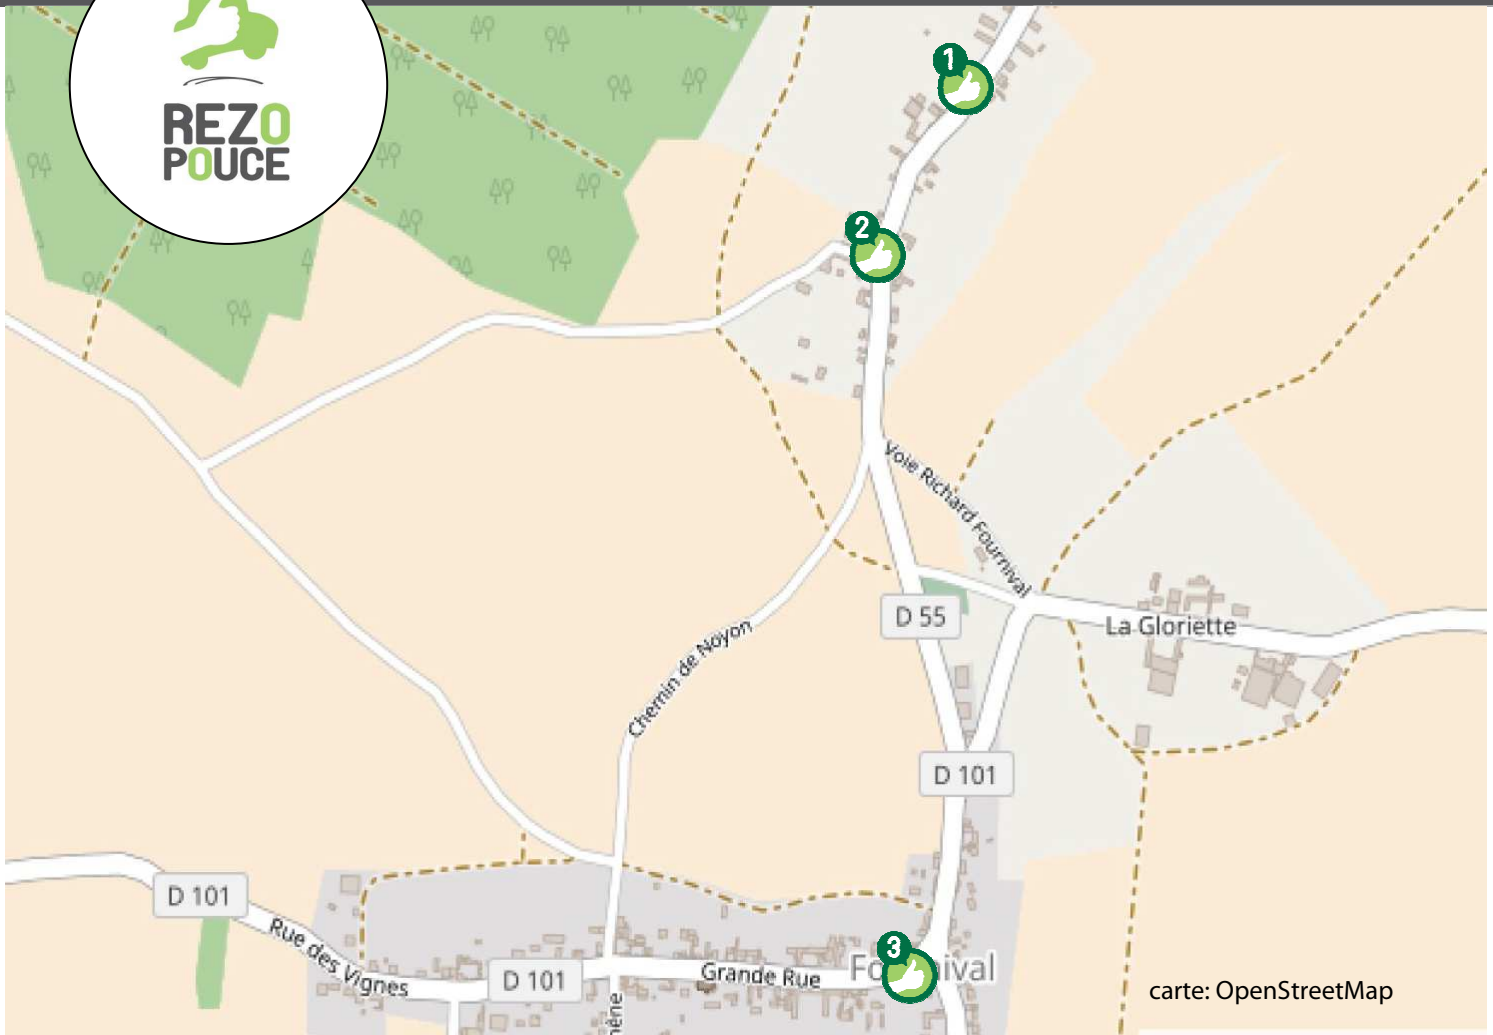 REZO
POUCE
1
2
3
Voie Richard Fournival
D 55
La Gloriette
Chemin de Noyon
D 101
D 101
Rue des Vignes
D 101
Grande Rue
carte: OpenStreetMap